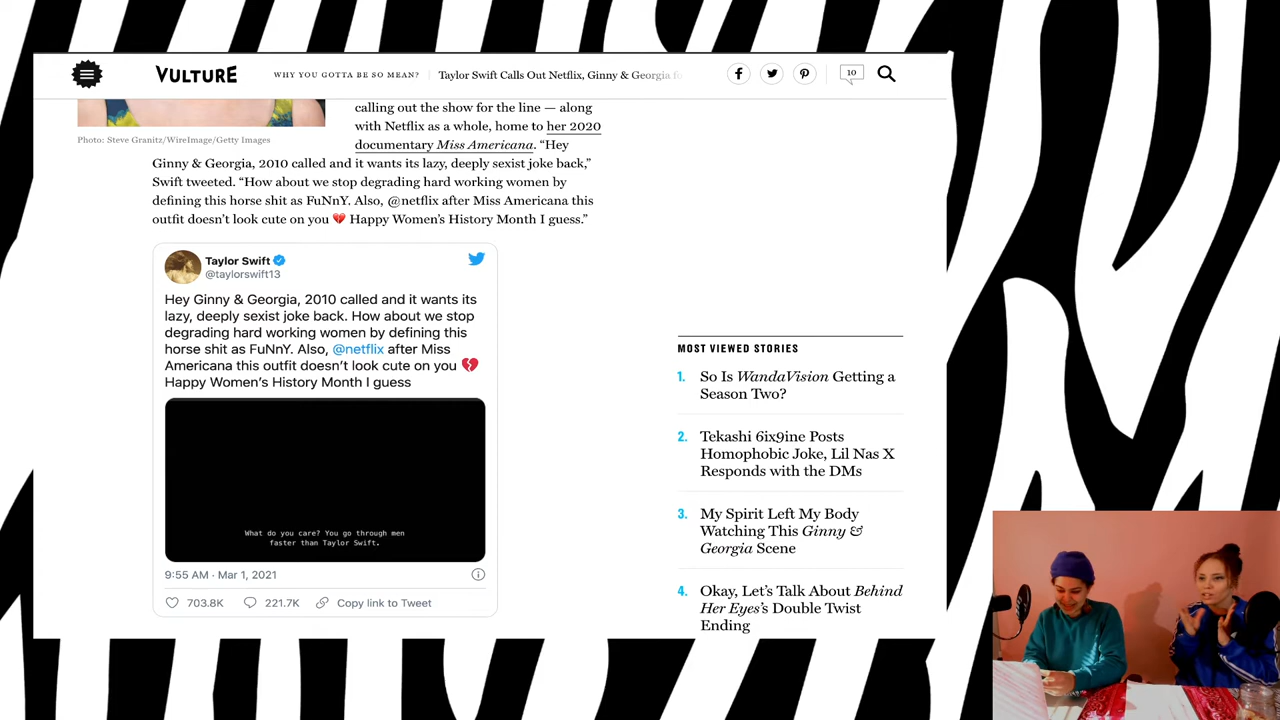 VULTURE
WHY YOU GOTTA BE SO MEAN?
Taylor Swift Calls Out Netflix, Ginny & Georgia
10
calling out the show for the line — along
with Netflix as a whole, home to her 2020
documentary Miss Americana. “Hey
Photo: Steve Granitz/WireImage/Getty Images
Ginny & Georgia, 2010 called and it wants its lazy, deeply sexist joke back,”
Swift tweeted. “How about we stop degrading hard working women by
defining this horse shit as FuNnY. Also, @netflix after Miss Americana this
outfit doesn’t look cute on you 💔 Happy Women’s History Month I guess.”
Taylor Swift
@taylorswift13
Hey Ginny & Georgia, 2010 called and it wants its
lazy, deeply sexist joke back. How about we stop
degrading hard working women by defining this
horse shit as FuNnY. Also, @netflix after Miss
Americana this outfit doesn’t look cute on you 💔
Happy Women’s History Month I guess
What do you care? You go through men
faster than Taylor Swift.
9:55 AM · Mar 1, 2021
703.8K
221.7K
Copy link to Tweet
MOST VIEWED STORIES
1. So Is WandaVision Getting a
Season Two?
2. Tekashi 6ix9ine Posts
Homophobic Joke, Lil Nas X
Responds with the DMs
3. My Spirit Left My Body
Watching This Ginny &
Georgia Scene
4. Okay, Let’s Talk About Behind
Her Eyes’s Double Twist
Ending